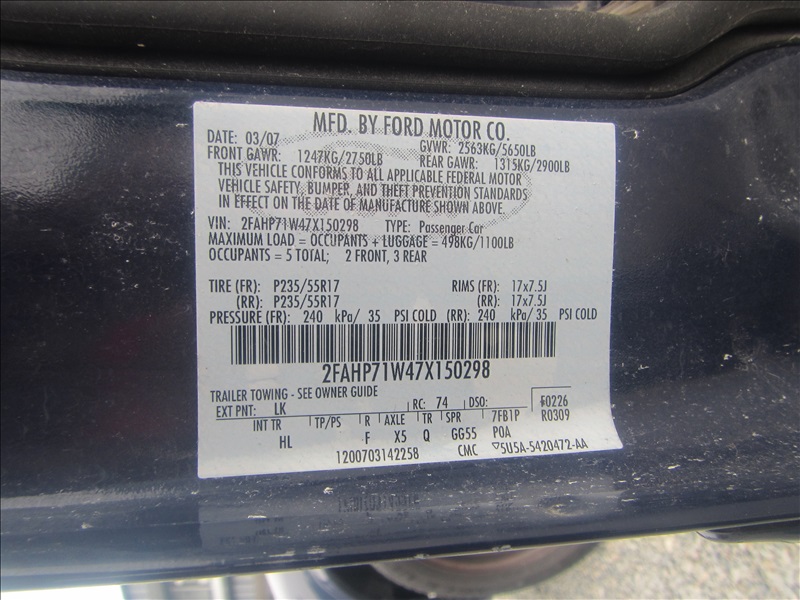 MFD. BY FORD MOTOR CO.
DATE: 03/07 GVWR: 2563KG/5650LB
FRONT GAWR: 1247KG/2750LB REAR GAWR: 1315KG/2900LB
THIS VEHICLE CONFORMS TO ALL APPLICABLE FEDERAL MOTOR
VEHICLE SAFETY, BUMPER, AND THEFT PREVENTION STANDARDS
IN EFFECT ON THE DATE OF MANUFACTURE SHOWN ABOVE.
VIN: 2FAHP71W47X150298 TYPE: Passenger Car
MAXIMUM LOAD = OCCUPANTS + LUGGAGE = 498KG/1100LB
OCCUPANTS = 5 TOTAL; 2 FRONT, 3 REAR
TIRE (FR): P235/55R17 RIMS (FR): 17x7.5J
(RR): P235/55R17 (RR): 17x7.5J
PRESSURE (FR): 240 kPa/ 35 PSI COLD (RR): 240 kPa/ 35 PSI COLD
2FAHP71W47X150298
TRAILER TOWING - SEE OWNER GUIDE
EXT PNT: LK RC: 74 DSO: F0226
INT TR TP/PS R AXLE TR SPR 7FB1P R0309
HL F X5 Q GG55 POA
1200703142258 CMC ▽5U5A-5420472-AA